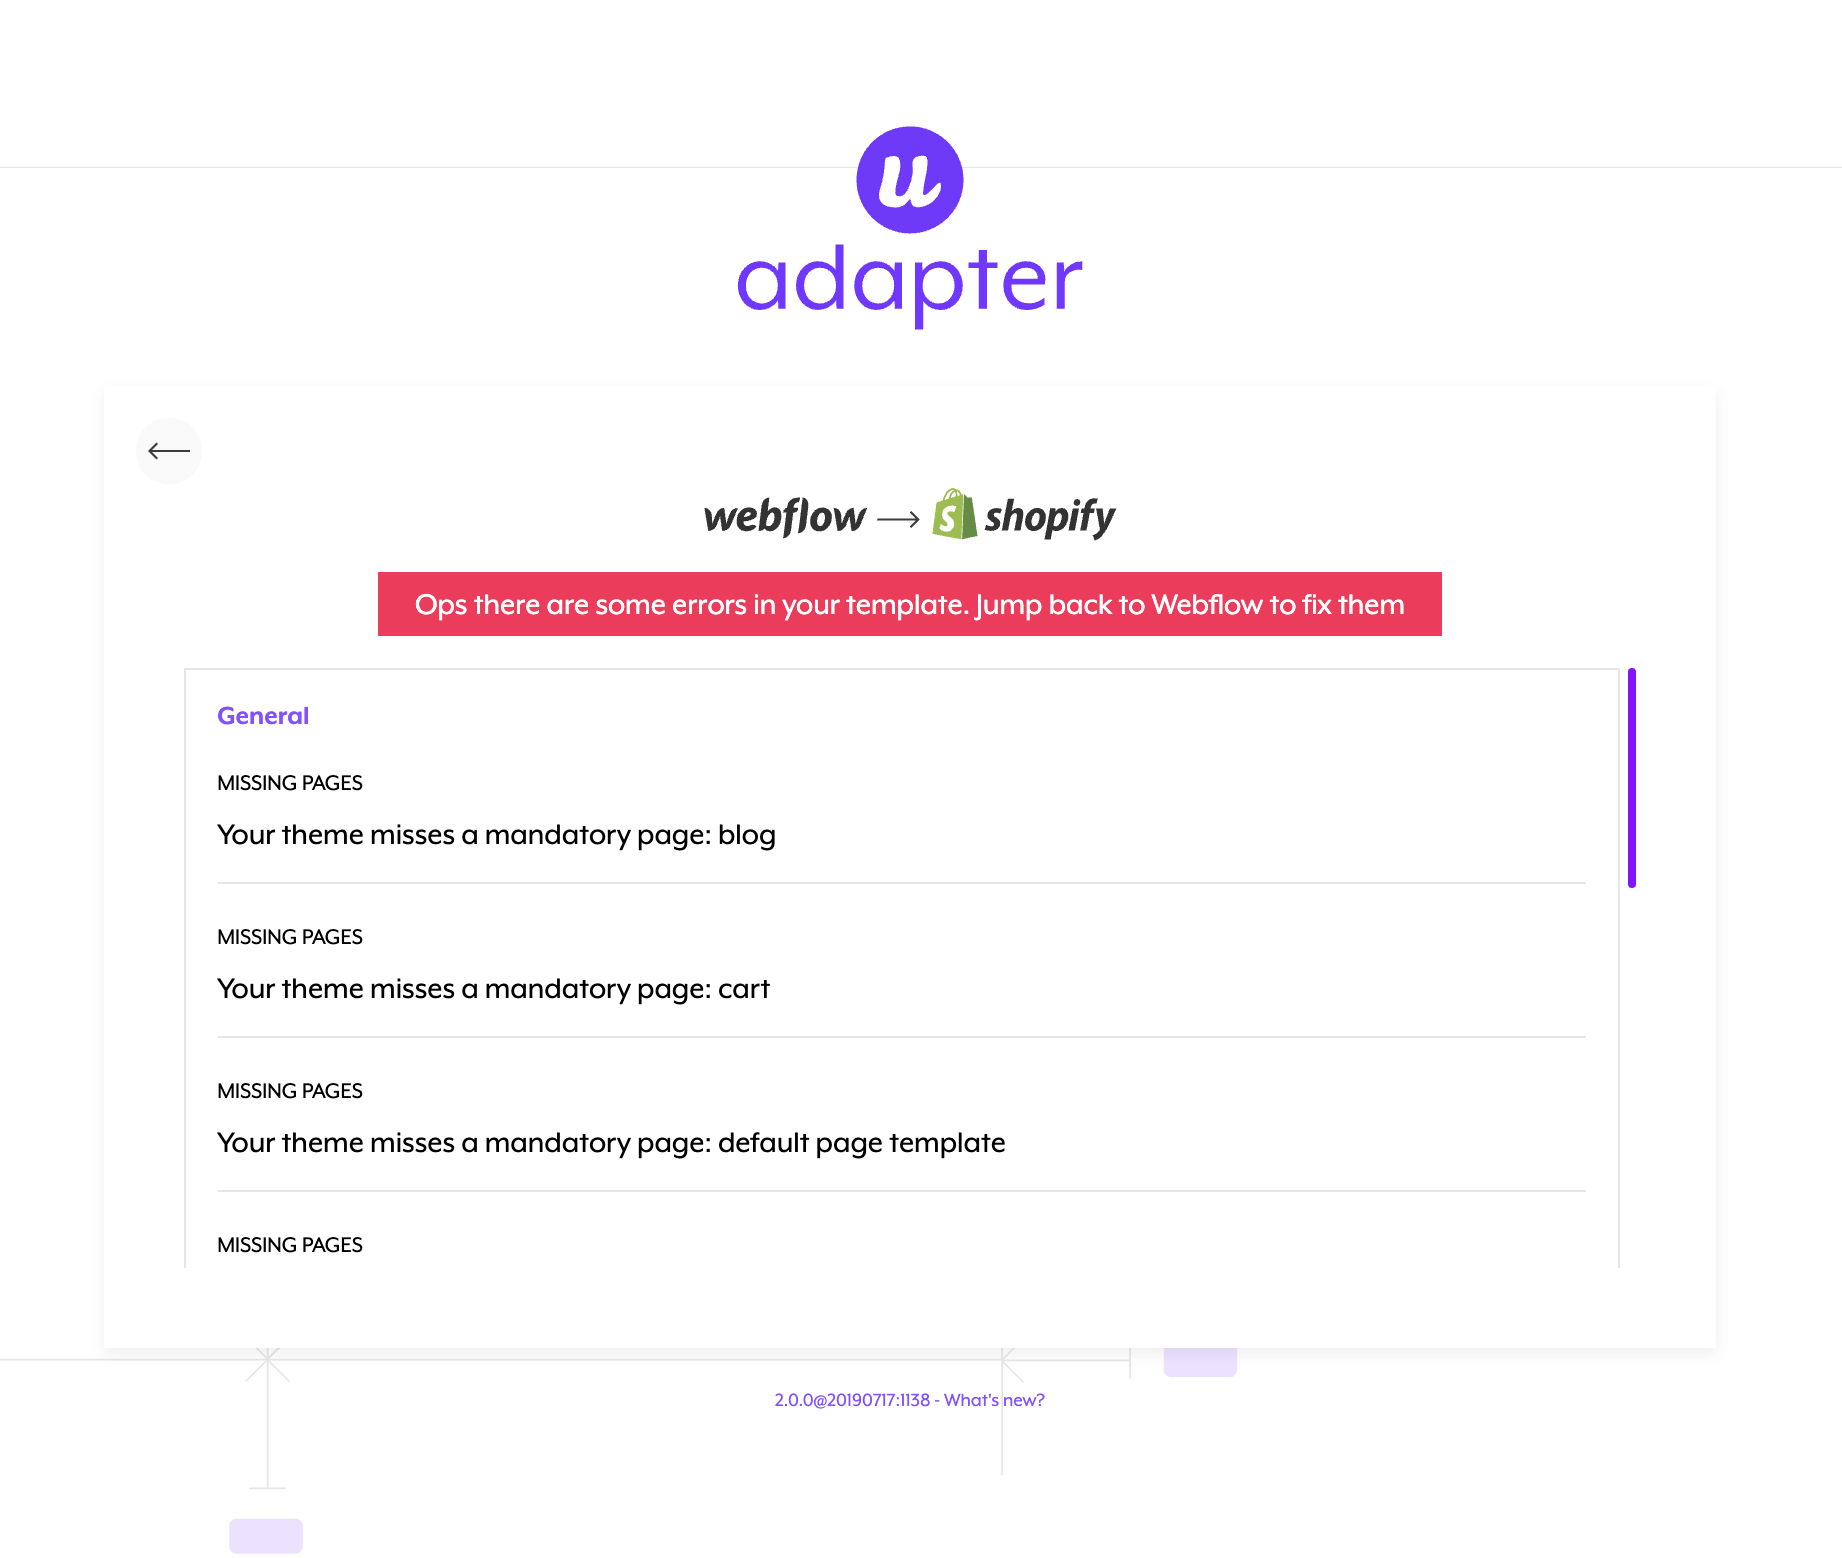 u
adapter
webflow
shopify
Ops there are some errors in your template. Jump back to Webflow to fix them
General
MISSING PAGES
Your theme misses a mandatory page: blog
MISSING PAGES
Your theme misses a mandatory page: cart
MISSING PAGES
Your theme misses a mandatory page: default page template
MISSING PAGES
2.0.0@20190717:1138 - What's new?